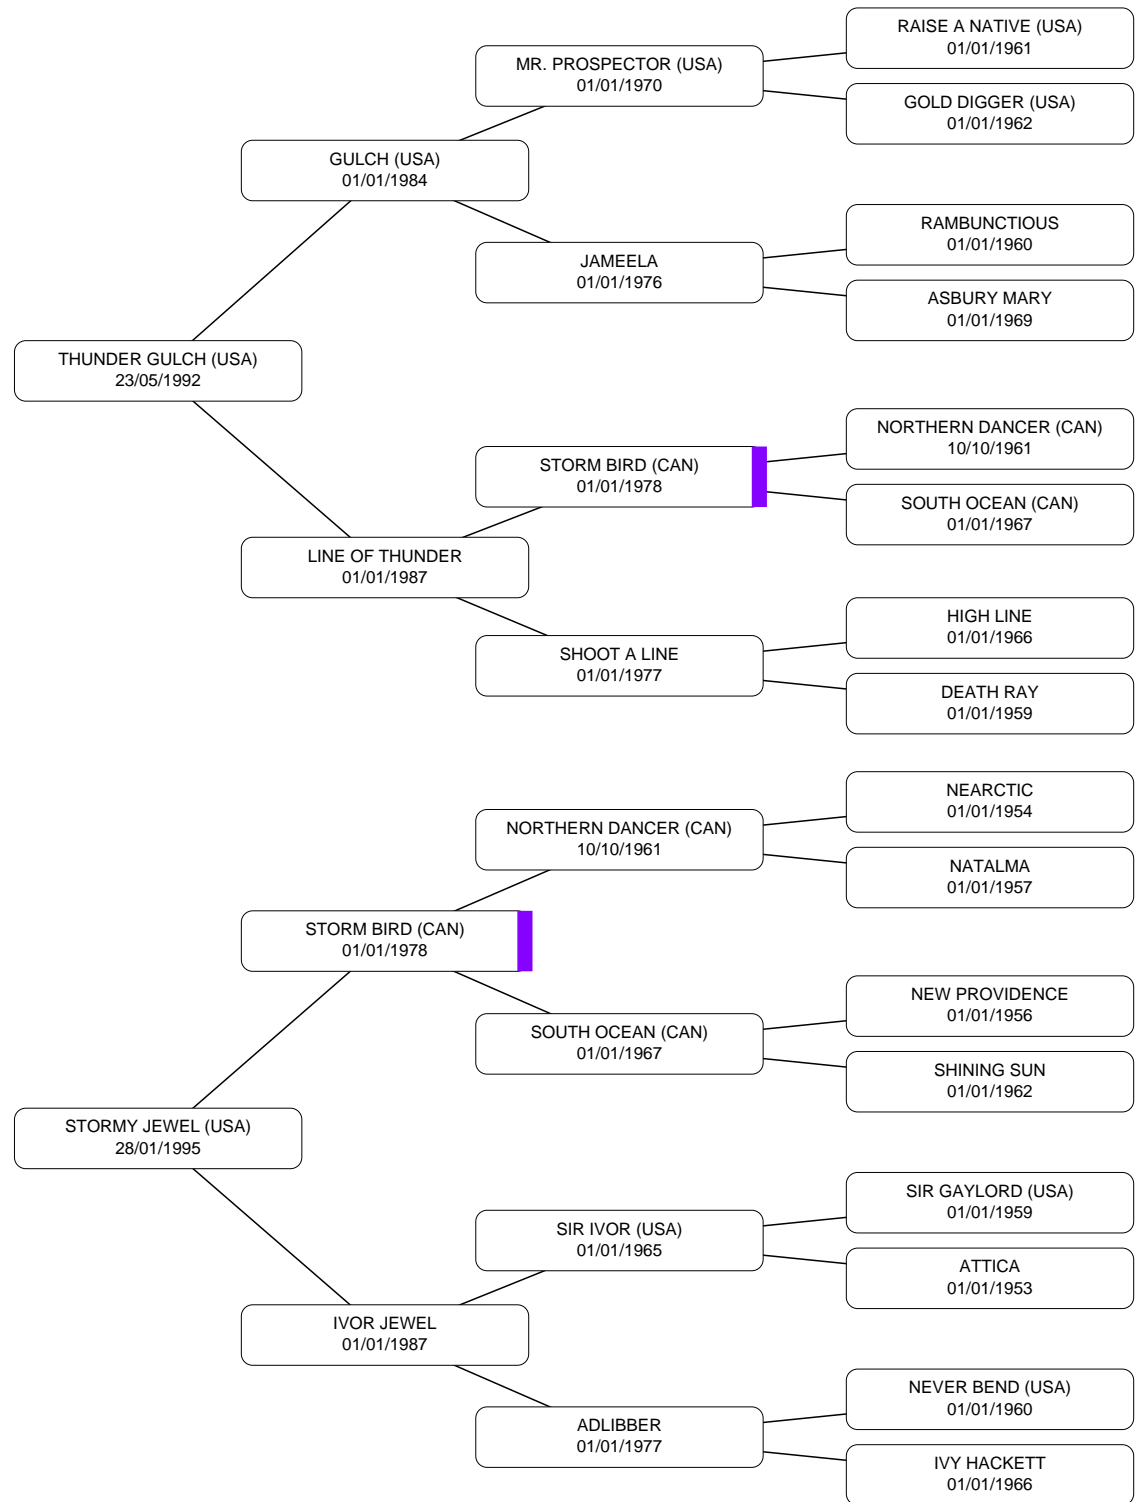 RAISE A NATIVE (USA)
01/01/1961
MR. PROSPECTOR (USA)
01/01/1970
GOLD DIGGER (USA)
01/01/1962
GULCH (USA)
01/01/1984
RAMBUNCTIOUS
01/01/1960
JAMEELA
01/01/1976
ASBURY MARY
01/01/1969
THUNDER GULCH (USA)
23/05/1992
NORTHERN DANCER (CAN)
10/10/1961
STORM BIRD (CAN)
01/01/1978
SOUTH OCEAN (CAN)
01/01/1967
LINE OF THUNDER
01/01/1987
HIGH LINE
01/01/1966
SHOOT A LINE
01/01/1977
DEATH RAY
01/01/1959
NEARCTIC
01/01/1954
NORTHERN DANCER (CAN)
10/10/1961
NATALMA
01/01/1957
STORM BIRD (CAN)
01/01/1978
NEW PROVIDENCE
01/01/1956
SOUTH OCEAN (CAN)
01/01/1967
SHINING SUN
01/01/1962
STORMY JEWEL (USA)
28/01/1995
SIR GAYLORD (USA)
01/01/1959
SIR IVOR (USA)
01/01/1965
ATTICA
01/01/1953
IVOR JEWEL
01/01/1987
NEVER BEND (USA)
01/01/1960
ADLIBBER
01/01/1977
IVY HACKETT
01/01/1966